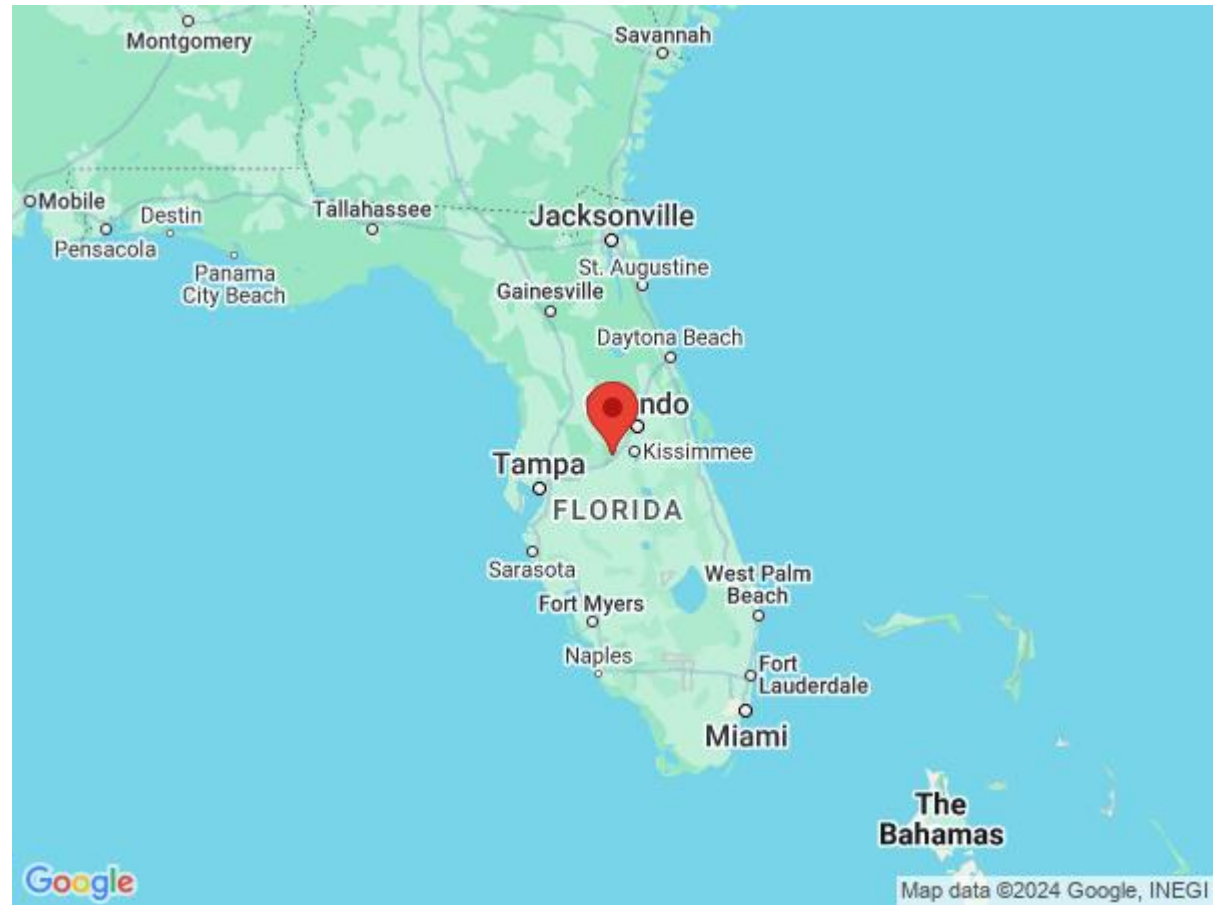 Montgomery
Savannah
Mobile
Pensacola
Destin
Panama
City Beach
Tallahassee
Jacksonville
St. Augustine
Gainesville
Daytona Beach
ndo
Kissimmee
Tampa
FLORIDA
Sarasota
West Palm
Beach
Fort Myers
Naples
Fort
Lauderdale
Miami
The
Bahamas
Google
Map data ©2024 Google, INEGI